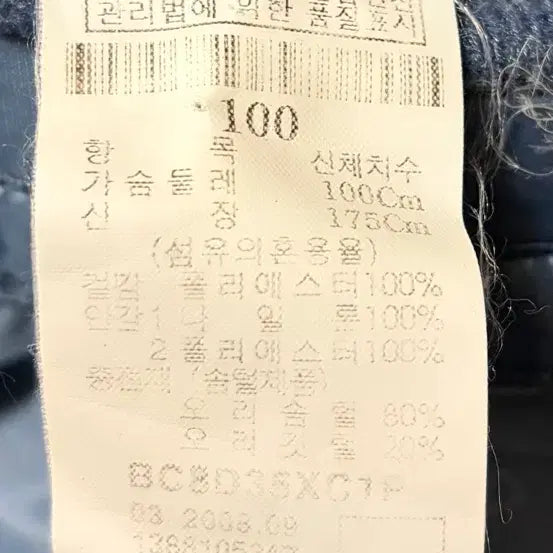 관리법에 의한 품질표시
100
항 목 신체치수
가슴둘레 100Cm
신 장 175Cm
(섬유의혼용율)
겉감 폴리에스터100%
안감1 나 일 론100%
2폴리에스터100%
충전재 (솜털제품)
오리솜털 80%
오리깃털 20%
03 2008.09